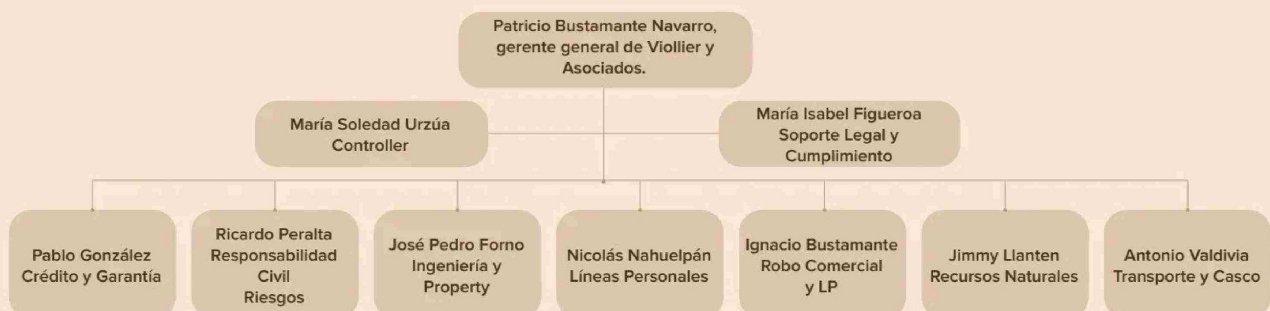 Patricio Bustamante Navarro,
gerente general de Viollier y
Asociados.
María Soledad Urzúa
Controller
María Isabel Figueroa
Soporte Legal y
Cumplimiento
Pablo González
Crédito y Garantía
Ricardo Peralta
Responsabilidad
Civil
Riesgos
José Pedro Forno
Ingeniería y
Property
Nicolás Nahuelpán
Líneas Personales
Ignacio Bustamante
Robo Comercial
y LP
Jimmy Llanten
Recursos Naturales
Antonio Valdivia
Transporte y Casco